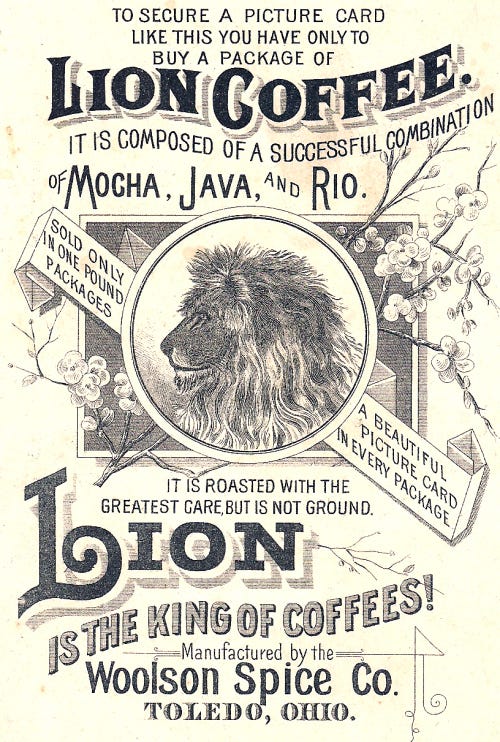 TO SECURE A PICTURE CARD
LIKE THIS YOU HAVE ONLY TO
BUY A PACKAGE OF
LION COFFEE.
IT IS COMPOSED OF A SUCCESSFUL COMBINATION
OF MOCHA, JAVA, AND RIO.
SOLD ONLY
IN ONE POUND
PACKAGES
A BEAUTIFUL
PICTURE CARD
IN EVERY PACKAGE
IT IS ROASTED WITH THE
GREATEST CARE, BUT IS NOT GROUND.
LION
IS THE KING OF COFFEES!
Manufactured by the
Woolson Spice Co.
TOLEDO, OHIO.